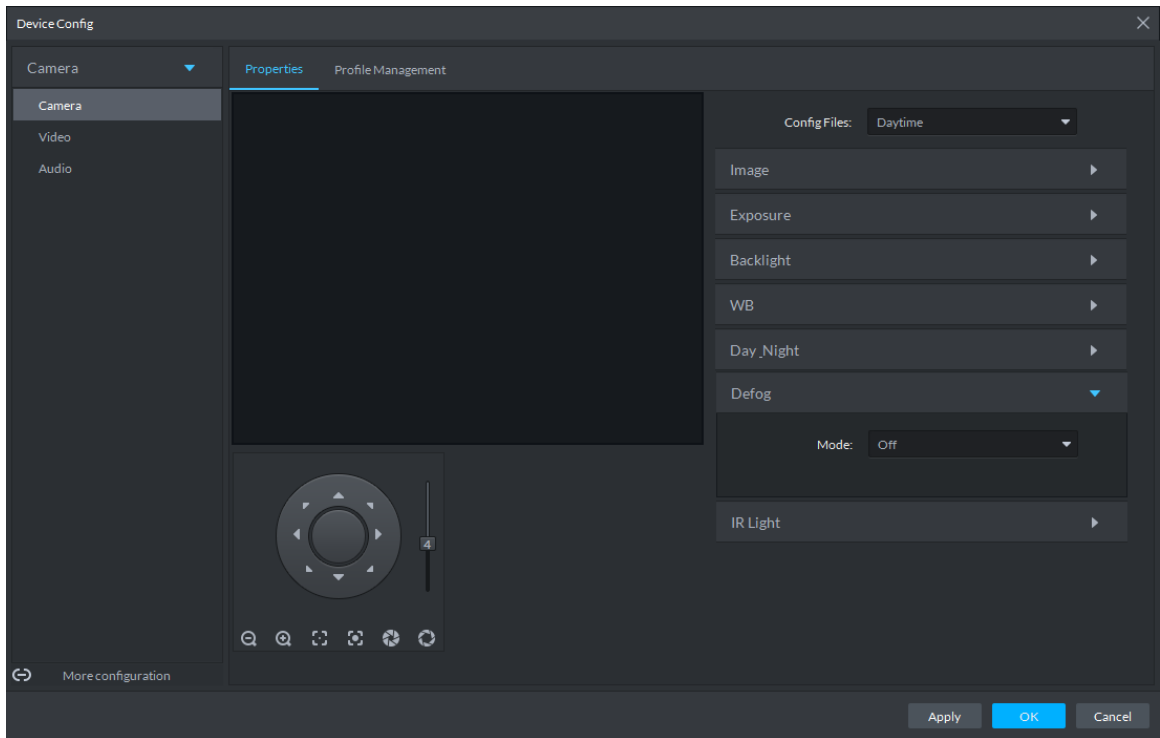 Device Config
Camera
Camera
Video
Audio
More configuration
Properties Profile Management
Config Files: Daytime
Image
Exposure
Backlight
WB
Day_Night
Defog
Mode: Off
IR Light
4
Apply OK Cancel